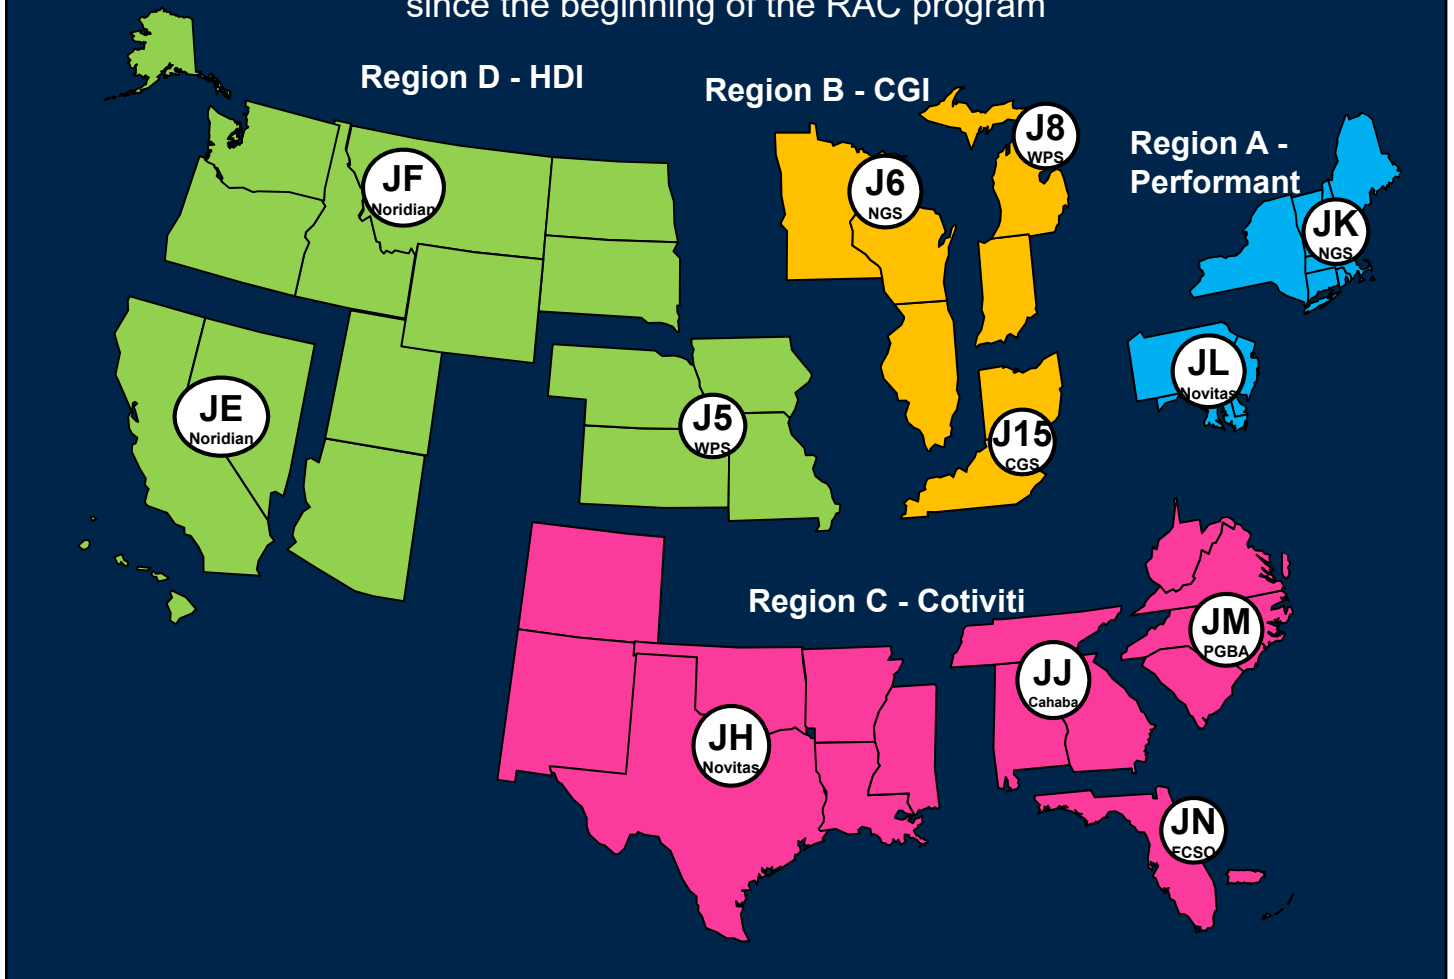 since the beginning of the RAC program
Region D - HDI
Region B - CGI
Region A -
Performant
J8
WPS
JF
Noridian
J6
NGS
JK
NGS
JL
Novitas
JE
Noridian
J5
WPS
J15
CGS
Region C - Cotiviti
JM
PGBA
JJ
Cahaba
JH
Novitas
JN
FCSO